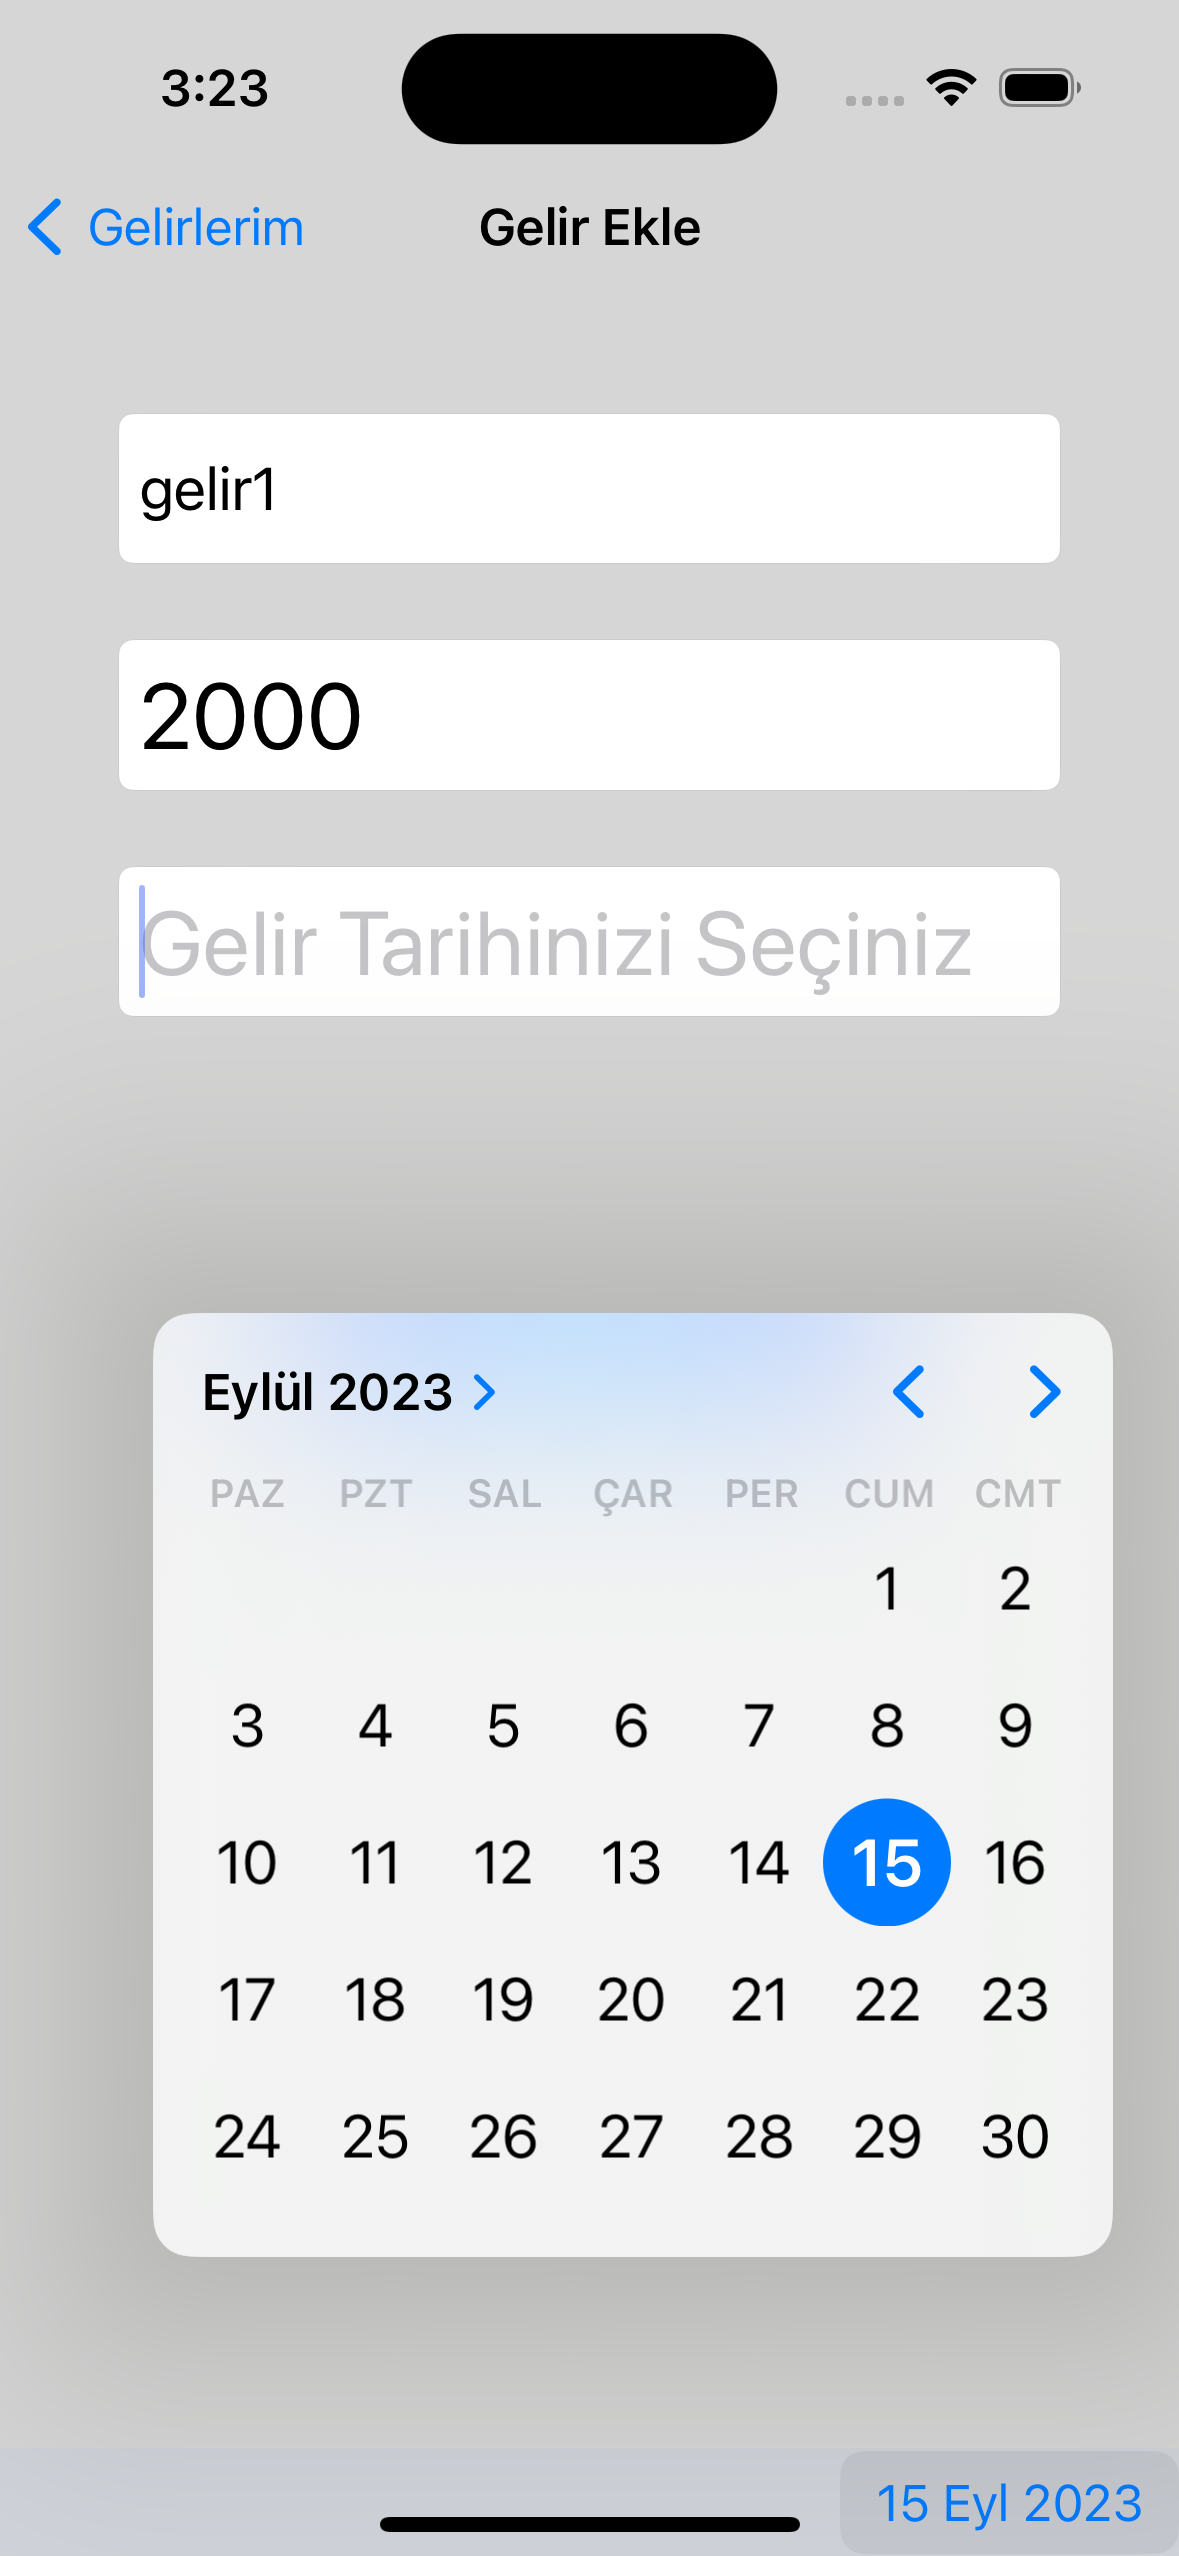 3:23
Gelirlerim
Gelir Ekle
gelir1
2000
Gelir Tarihinizi Seçiniz
Eylül 2023
PAZ PZT SAL ÇAR PER CUM CMT
1 2
3 4 5 6 7 8 9
10 11 12 13 14 15 16
17 18 19 20 21 22 23
24 25 26 27 28 29 30
15 Eyl 2023